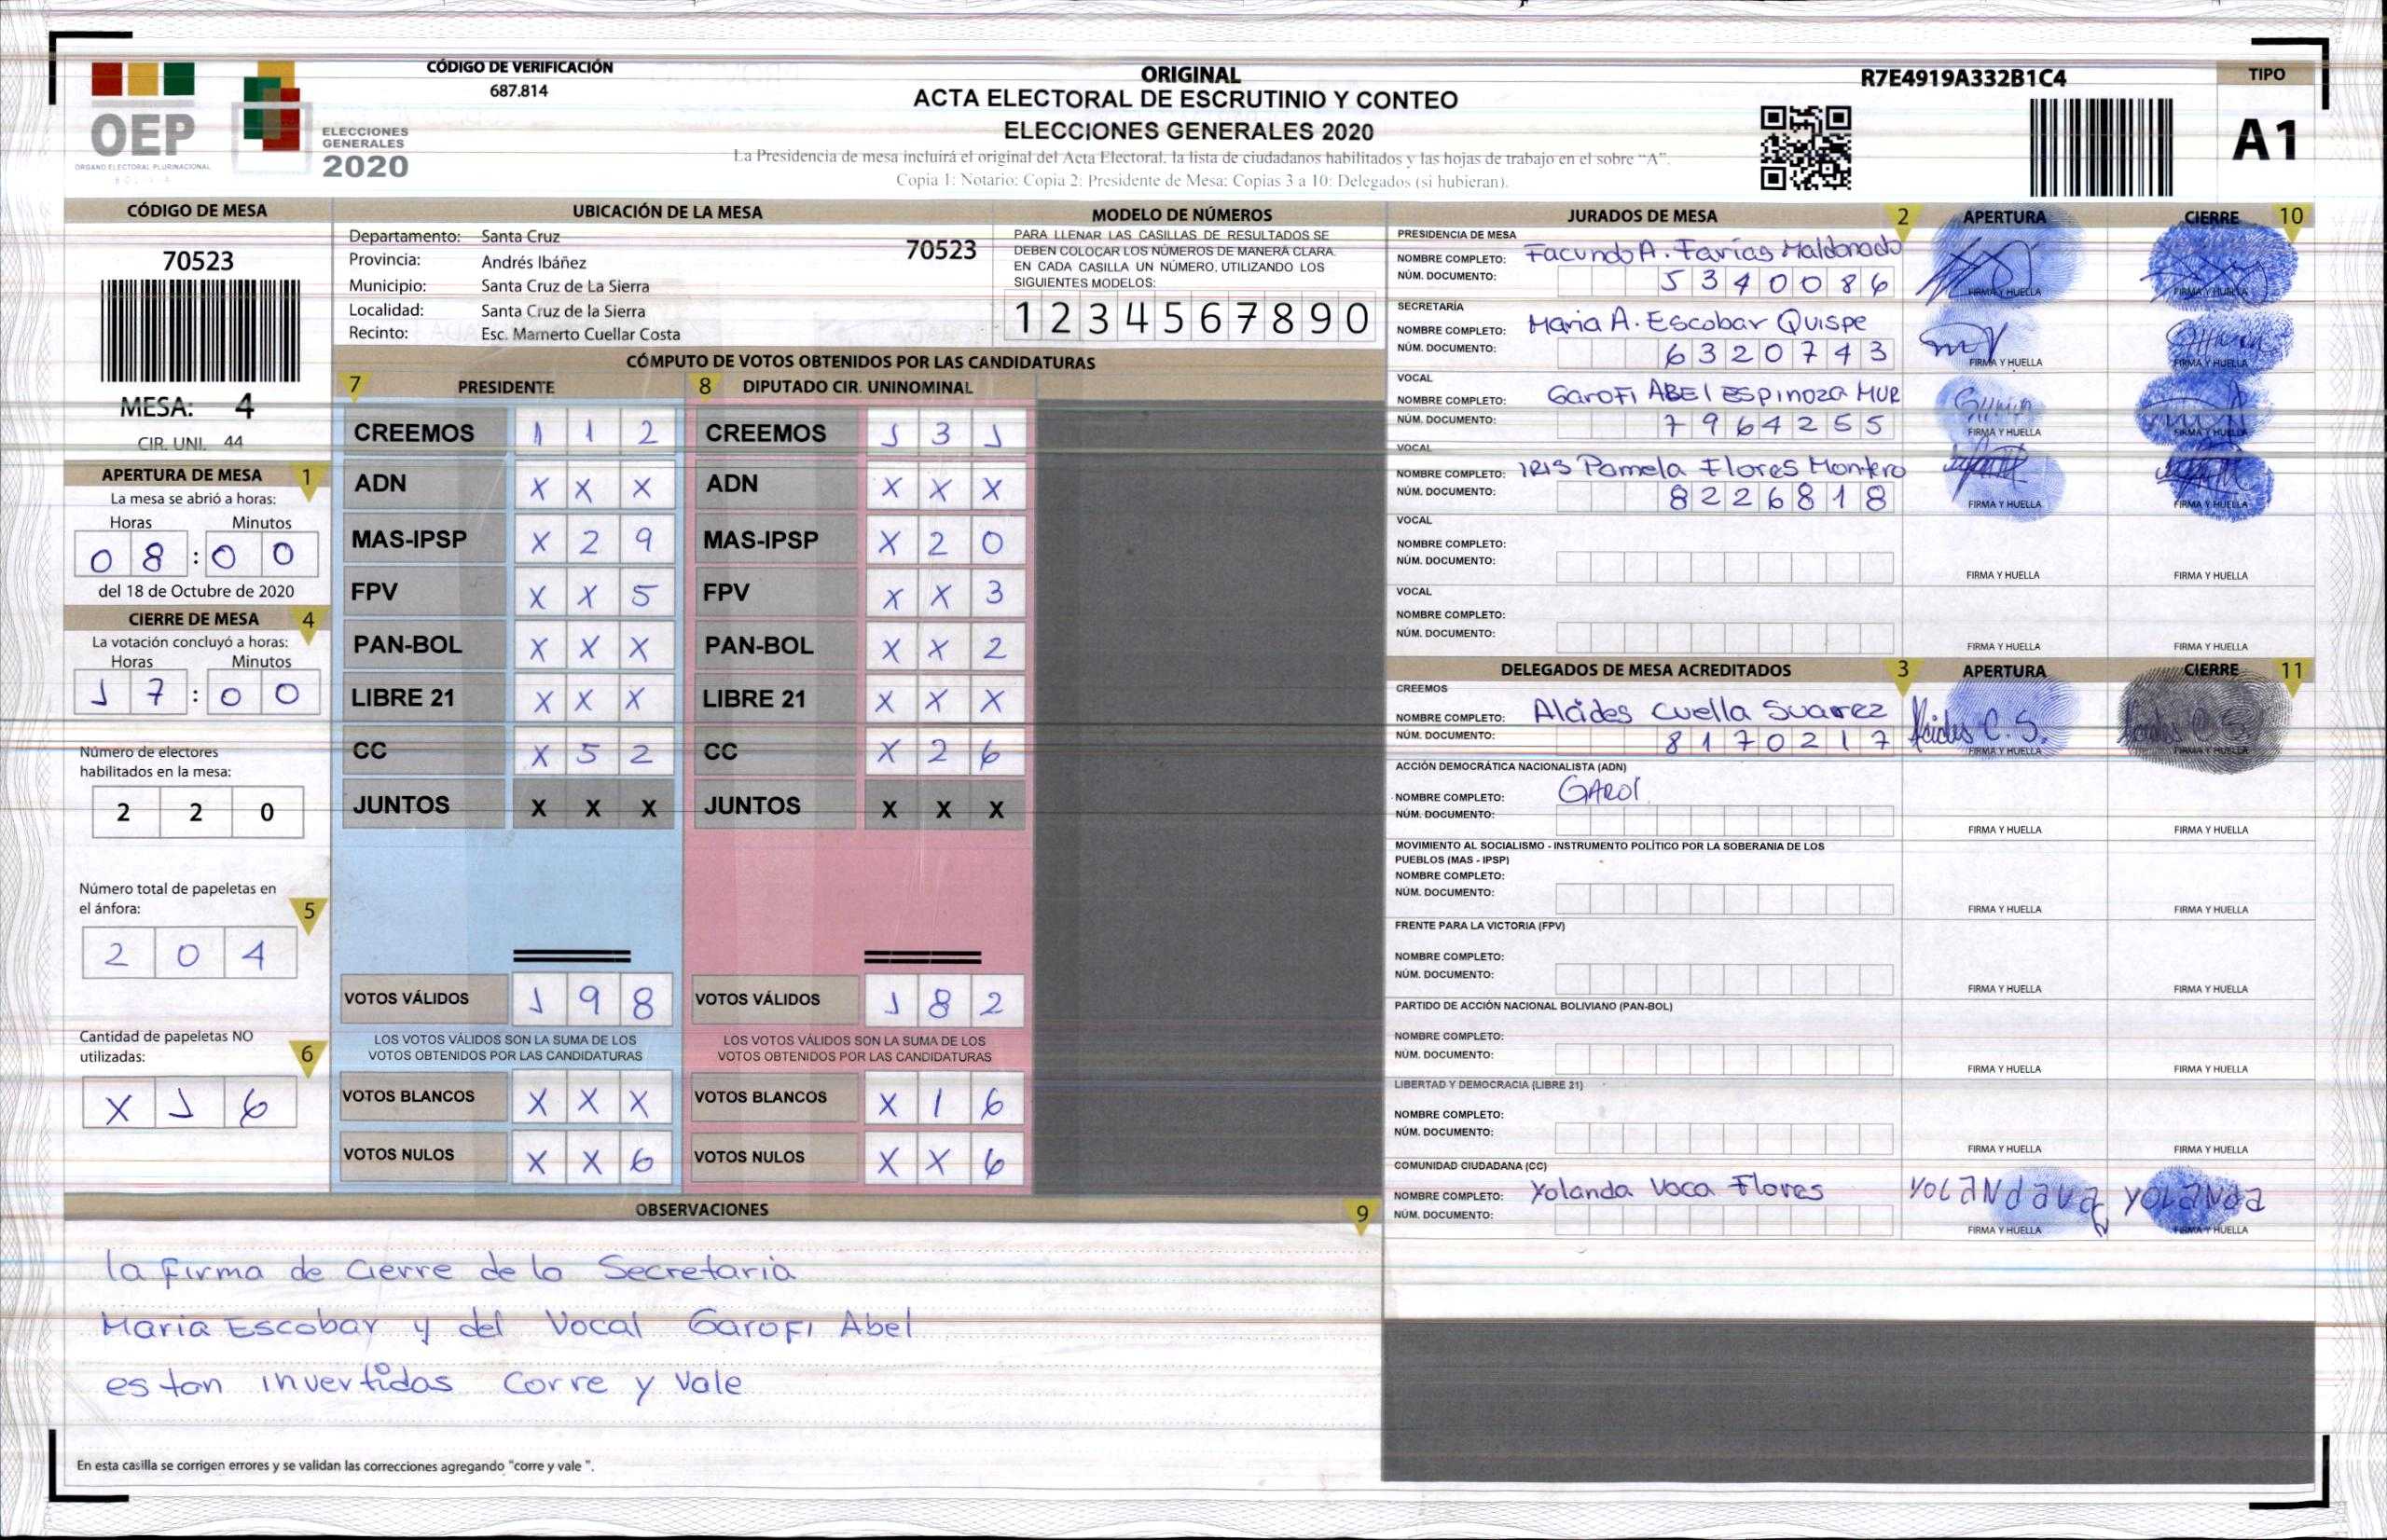 CÓDIGO DE VERIFICACIÓN
687.814
OEP
ORGANO ELECTORAL PLURINACIONAL
ELECCIONES
GENERALES
2020
ORIGINAL
ACTA ELECTORAL DE ESCRUTINIO Y CONTEO
ELECCIONES GENERALES 2020
La Presidencia de mesa incluirá el original del Acta Electoral, la lista de ciudadanos habilitados y las hojas de trabajo en el sobre "A".
Copia 1: Notario; Copia 2: Presidente de Mesa; Copias 3 a 10: Delegados (si hubieran).
R7E4919A332B1C4
TIPO
A1
CÓDIGO DE MESA
70523
MESA: 4
CIR. UNI. 44
APERTURA DE MESA 1
La mesa se abrió a horas:
Horas Minutos
0 8 : 0 0
del 18 de Octubre de 2020
CIERRE DE MESA 4
La votación concluyó a horas:
Horas Minutos
1 7 : 0 0
Número de electores
habilitados en la mesa:
2 2 0
Número total de papeletas en
el ánfora: 5
2 0 4
Cantidad de papeletas NO
utilizadas: 6
X 1 6
UBICACIÓN DE LA MESA
Departamento: Santa Cruz 70523
Provincia: Andrés Ibáñez
Municipio: Santa Cruz de La Sierra
Localidad: Santa Cruz de la Sierra
Recinto: Esc. Mamerto Cuellar Costa
MODELO DE NÚMEROS
PARA LLENAR LAS CASILLAS DE RESULTADOS SE
DEBEN COLOCAR LOS NÚMEROS DE MANERA CLARA.
EN CADA CASILLA UN NÚMERO, UTILIZANDO LOS
SIGUIENTES MODELOS:
1 2 3 4 5 6 7 8 9 0
CÓMPUTO DE VOTOS OBTENIDOS POR LAS CANDIDATURAS
7 PRESIDENTE 8 DIPUTADO CIR. UNINOMINAL
CREEMOS 1 1 2 CREEMOS 1 3 1
ADN X X X ADN X X X
MAS-IPSP X 2 9 MAS-IPSP X 2 0
FPV X X 5 FPV X X 3
PAN-BOL X X X PAN-BOL X X 2
LIBRE 21 X X X LIBRE 21 X X X
CC X 5 2 CC X 2 6
JUNTOS X X X JUNTOS X X X
VOTOS VÁLIDOS 1 9 8 VOTOS VÁLIDOS 1 8 2
LOS VOTOS VÁLIDOS SON LA SUMA DE LOS LOS VOTOS VÁLIDOS SON LA SUMA DE LOS
VOTOS OBTENIDOS POR LAS CANDIDATURAS VOTOS OBTENIDOS POR LAS CANDIDATURAS
VOTOS BLANCOS X X X VOTOS BLANCOS X 1 6
VOTOS NULOS X X 6 VOTOS NULOS X X 6
OBSERVACIONES 9
la firma de Cierre de la Secretaria
Maria Escobar y del Vocal Garofi Abel
estan invertidas Corre y Vale
En esta casilla se corrigen errores y se validan las correcciones agregando "corre y vale ".
JURADOS DE MESA 2 APERTURA CIERRE 10
PRESIDENCIA DE MESA
NOMBRE COMPLETO: Facundo A. Farías Maldonado
NÚM. DOCUMENTO: 5 3 4 0 0 8 6 FIRMA Y HUELLA FIRMA Y HUELLA
SECRETARÍA
NOMBRE COMPLETO: Maria A. Escobar Quispe
NÚM. DOCUMENTO: 6 3 2 0 7 4 3 FIRMA Y HUELLA FIRMA Y HUELLA
VOCAL
NOMBRE COMPLETO: GaroFi ABEl ESpinoza MUR
NÚM. DOCUMENTO: 7 9 6 4 2 5 5 FIRMA Y HUELLA FIRMA Y HUELLA
VOCAL
NOMBRE COMPLETO: IRIS Pamela Flores Montero
NÚM. DOCUMENTO: 8 2 2 6 8 1 8 FIRMA Y HUELLA FIRMA Y HUELLA
VOCAL
NOMBRE COMPLETO:
NÚM. DOCUMENTO: FIRMA Y HUELLA FIRMA Y HUELLA
VOCAL
NOMBRE COMPLETO:
NÚM. DOCUMENTO: FIRMA Y HUELLA FIRMA Y HUELLA
DELEGADOS DE MESA ACREDITADOS 3 APERTURA CIERRE 11
CREEMOS
NOMBRE COMPLETO: Alcides Cuella Suarez
NÚM. DOCUMENTO: 8 1 7 0 2 1 7 Alcides C. S. FIRMA Y HUELLA FIRMA Y HUELLA
ACCIÓN DEMOCRÁTICA NACIONALISTA (ADN)
NOMBRE COMPLETO: GAROf
NÚM. DOCUMENTO: FIRMA Y HUELLA FIRMA Y HUELLA
MOVIMIENTO AL SOCIALISMO - INSTRUMENTO POLÍTICO POR LA SOBERANIA DE LOS
PUEBLOS (MAS - IPSP)
NOMBRE COMPLETO:
NÚM. DOCUMENTO: FIRMA Y HUELLA FIRMA Y HUELLA
FRENTE PARA LA VICTORIA (FPV)
NOMBRE COMPLETO:
NÚM. DOCUMENTO: FIRMA Y HUELLA FIRMA Y HUELLA
PARTIDO DE ACCIÓN NACIONAL BOLIVIANO (PAN-BOL)
NOMBRE COMPLETO:
NÚM. DOCUMENTO: FIRMA Y HUELLA FIRMA Y HUELLA
LIBERTAD Y DEMOCRACIA (LIBRE 21)
NOMBRE COMPLETO:
NÚM. DOCUMENTO: FIRMA Y HUELLA FIRMA Y HUELLA
COMUNIDAD CIUDADANA (CC)
NOMBRE COMPLETO: Yolanda Vaca Flores YOLANdA YOLANdA
NÚM. DOCUMENTO: FIRMA Y HUELLA FIRMA Y HUELLA